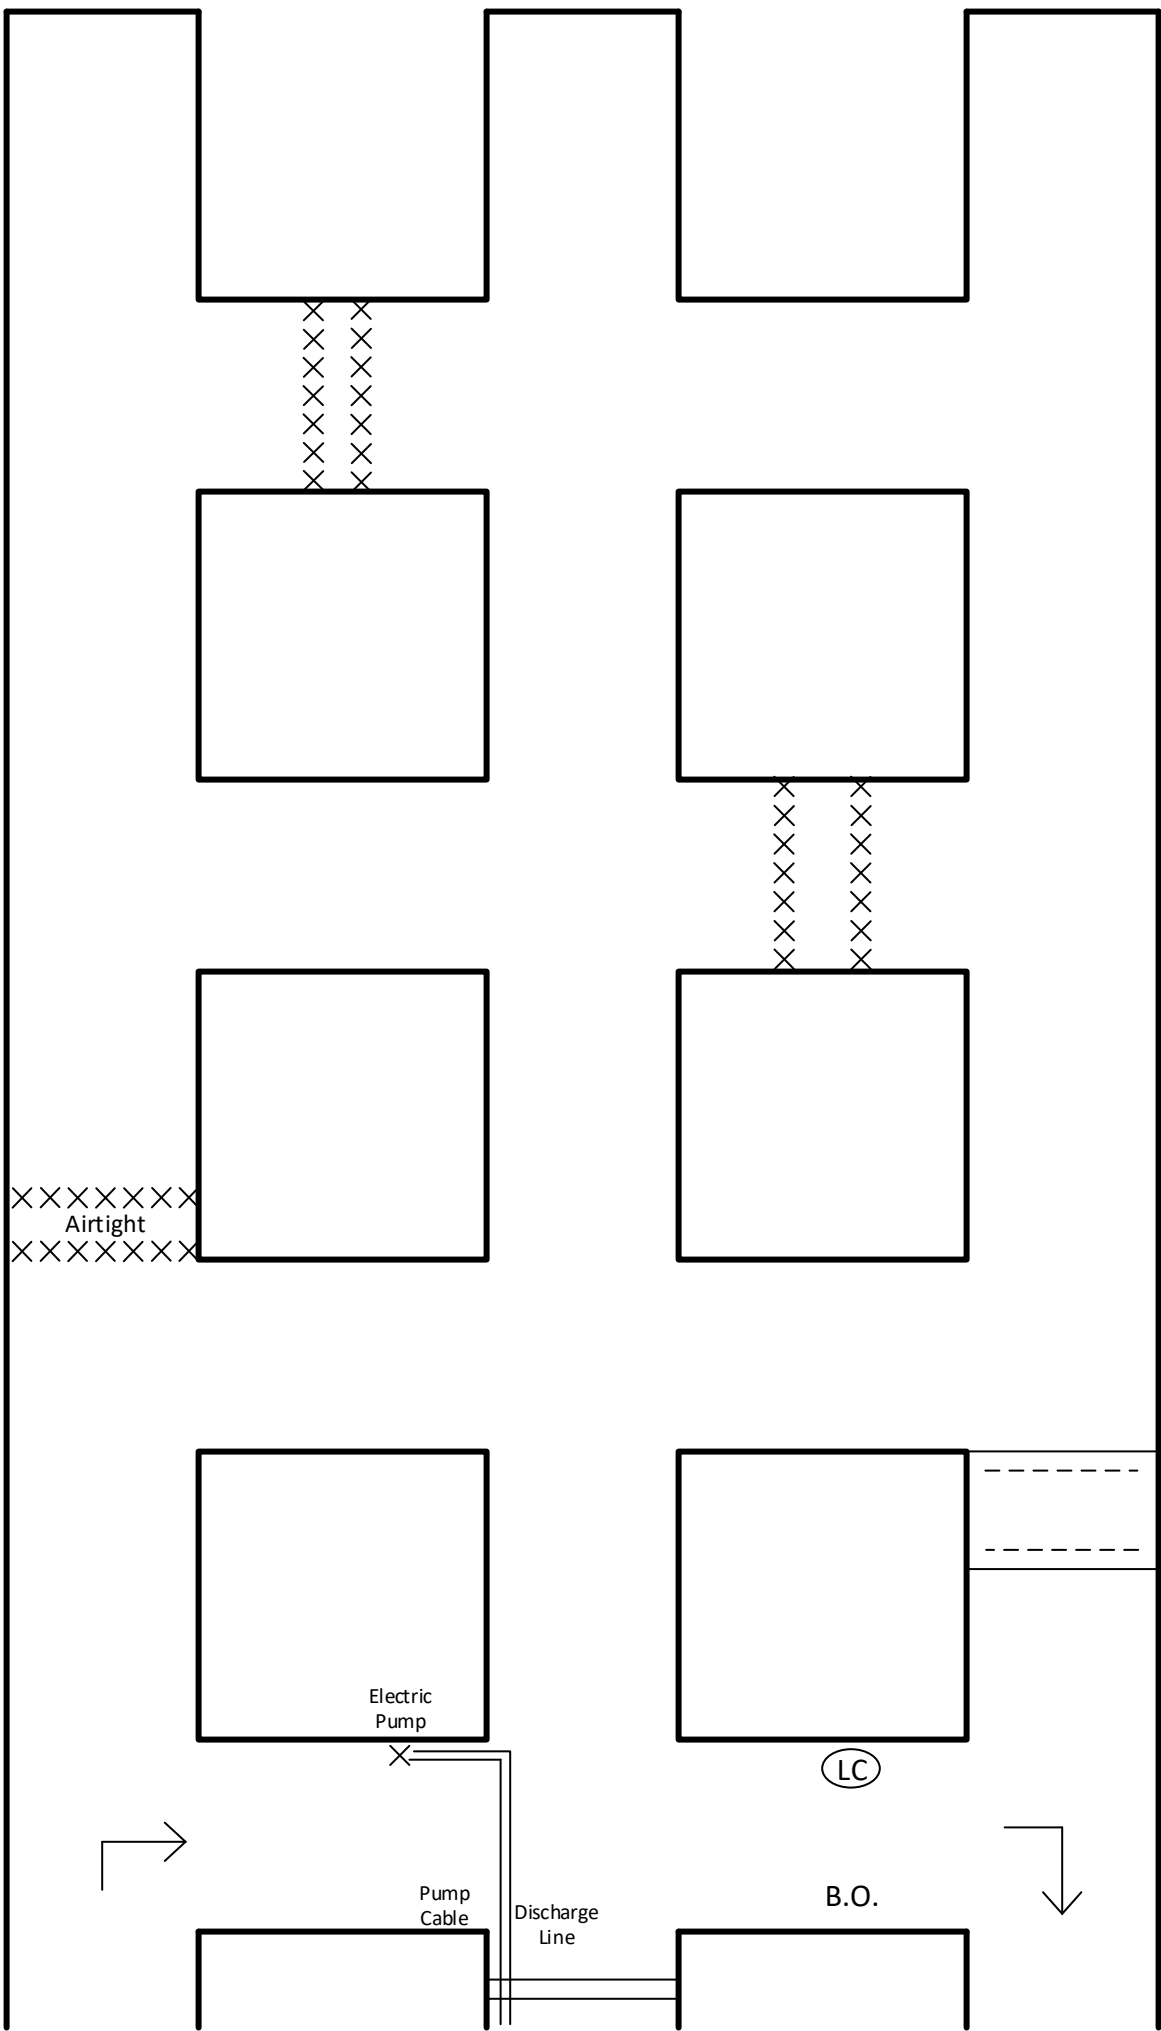 Airtight
Electric
Pump
LC
B.O.
Pump
Cable
Discharge
Line